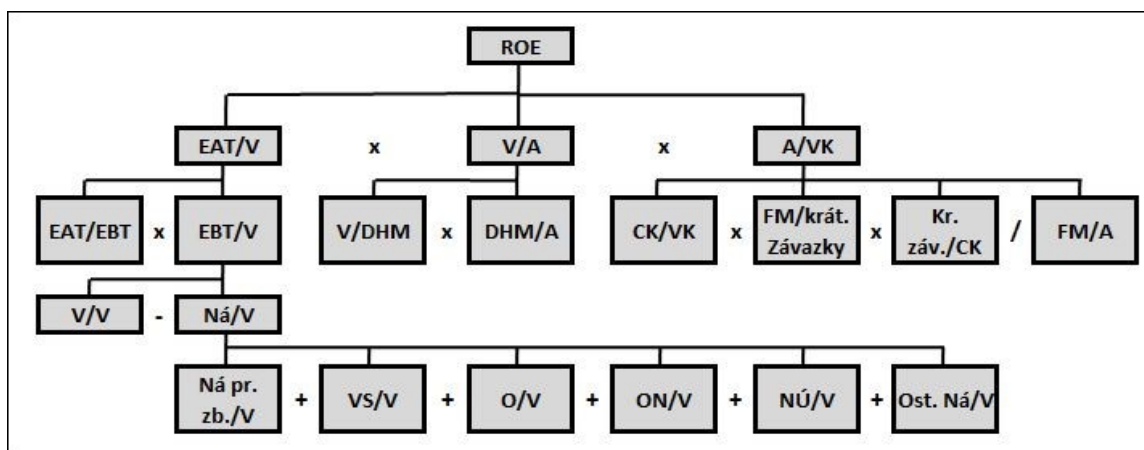 ROE
EAT/V x V/A x A/VK
EAT/EBT x EBT/V V/DHM x DHM/A CK/VK x FM/krát. Závazky x Kr. záv./CK / FM/A
V/V - Ná/V
Ná pr. zb./V + VS/V + O/V + ON/V + NÚ/V + Ost. Ná/V